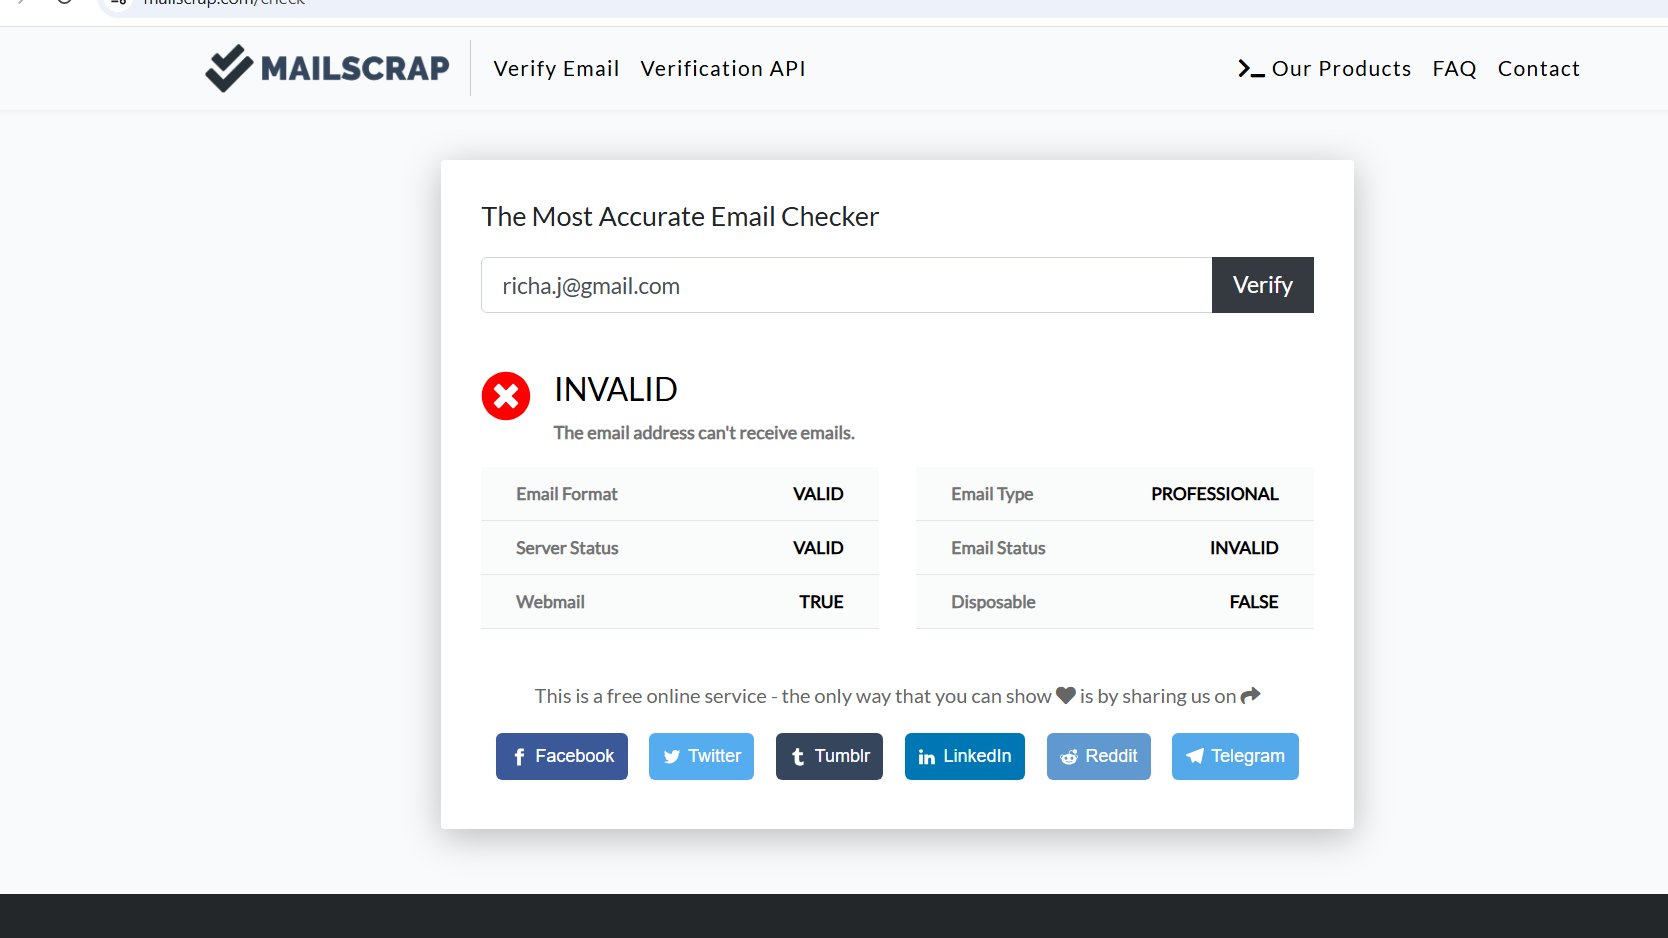 mailscrap.com/check
MAILSCRAP
Verify Email Verification API
Our Products FAQ Contact
The Most Accurate Email Checker
richa.j@gmail.com
Verify
INVALID
The email address can't receive emails.
Email Format VALID
Server Status VALID
Webmail TRUE
Email Type PROFESSIONAL
Email Status INVALID
Disposable FALSE
This is a free online service - the only way that you can show is by sharing us on
Facebook Twitter Tumblr LinkedIn Reddit Telegram